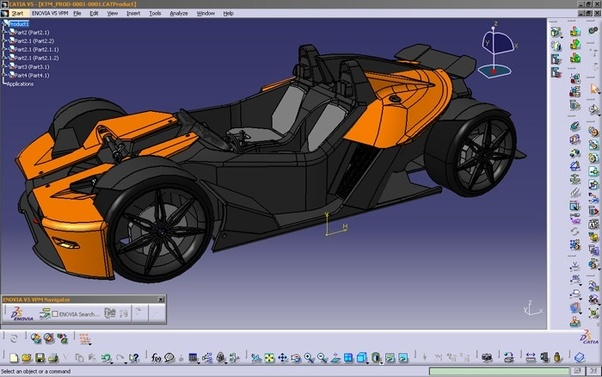 CATIA V5 - [KTM_PROD-0001-0001.CATProduct]
Start ENOVIA V5 VPM File Edit View Insert Tools Analyze Window Help
Product1
Part2 (Part2.1)
Part2.1 (Part2.2)
Part2.1 (Part2.1.1)
Part2.1 (Part2.1.2)
Part3 (Part3.1)
Part4 (Part4.1)
Applications
Z
Y
X
V
H
ENOVIA V5 VPM Navigator
ENOVIA
ENOVIA Search...
CATIA
f(x)
Select an object or a command